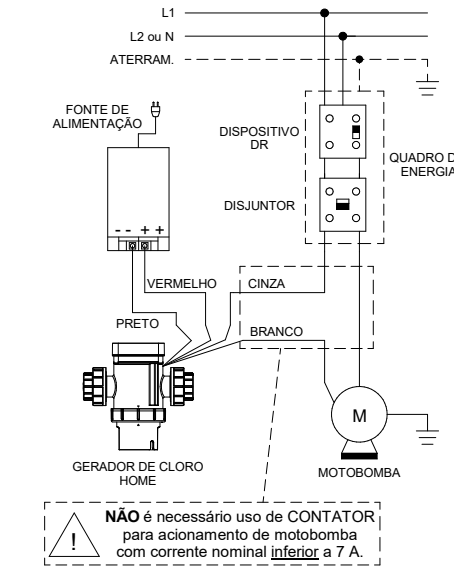 L1
L2 ou N
ATERRAM.
FONTE DE
ALIMENTAÇÃO
DISPOSITIVO
DR
QUADRO D
ENERGIA
DISJUNTOR
- - + +
VERMELHO
CINZA
PRETO
BRANCO
M
GERADOR DE CLORO
HOME
MOTOBOMBA
!
NÃO é necessário uso de CONTATOR
para acionamento de motobomba
com corrente nominal inferior a 7 A.